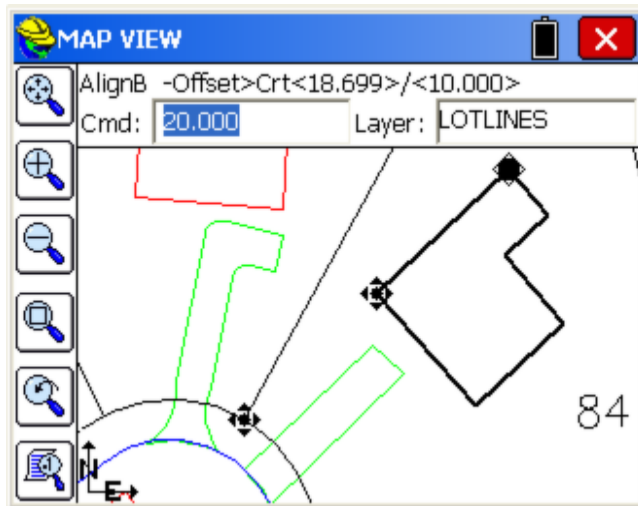 MAP VIEW
AlignB -Offset>Crt<18.699>/<10.000>
Cmd: 20.000 Layer: LOTLINES
84
N
E